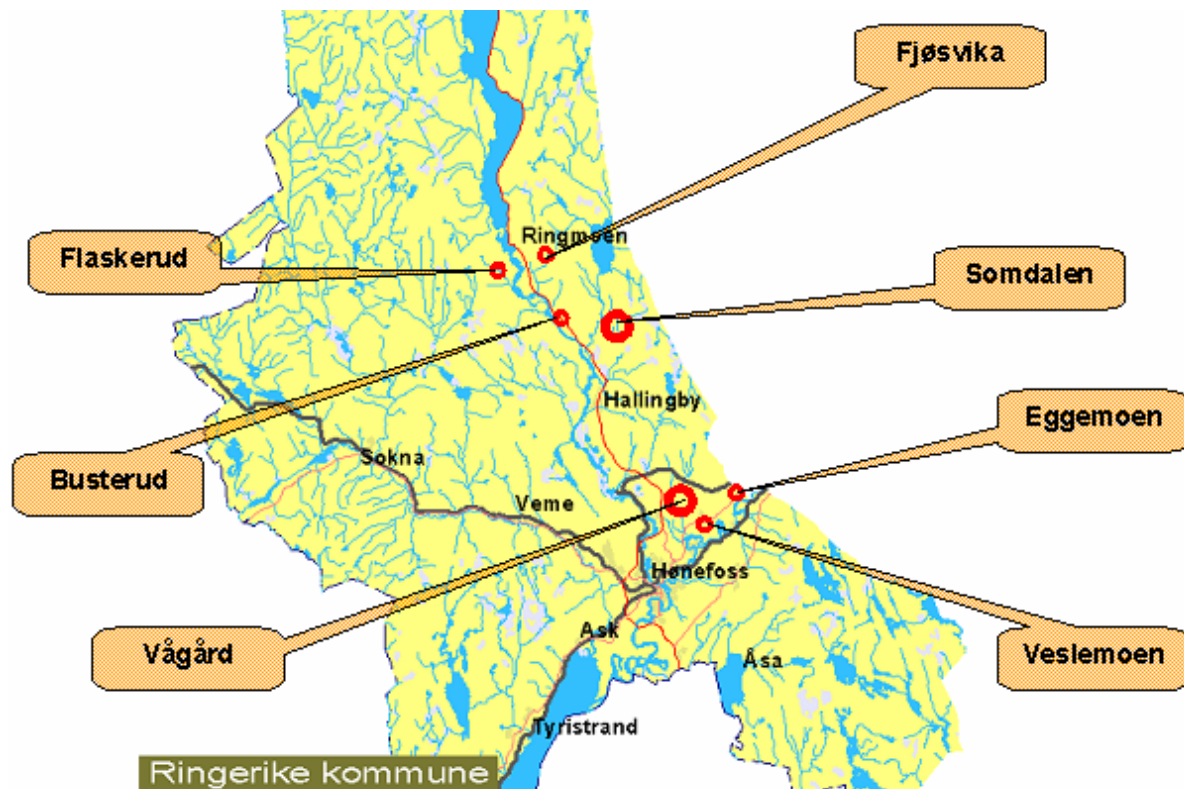 Fjøsvika
Ringmoen
Flaskerud
Somdalen
Hallingby
Eggemoen
Sokna
Busterud
Veme
Hønefoss
Ask
Vågård
Åsa
Veslemoen
Tyristrand
Ringerike kommune